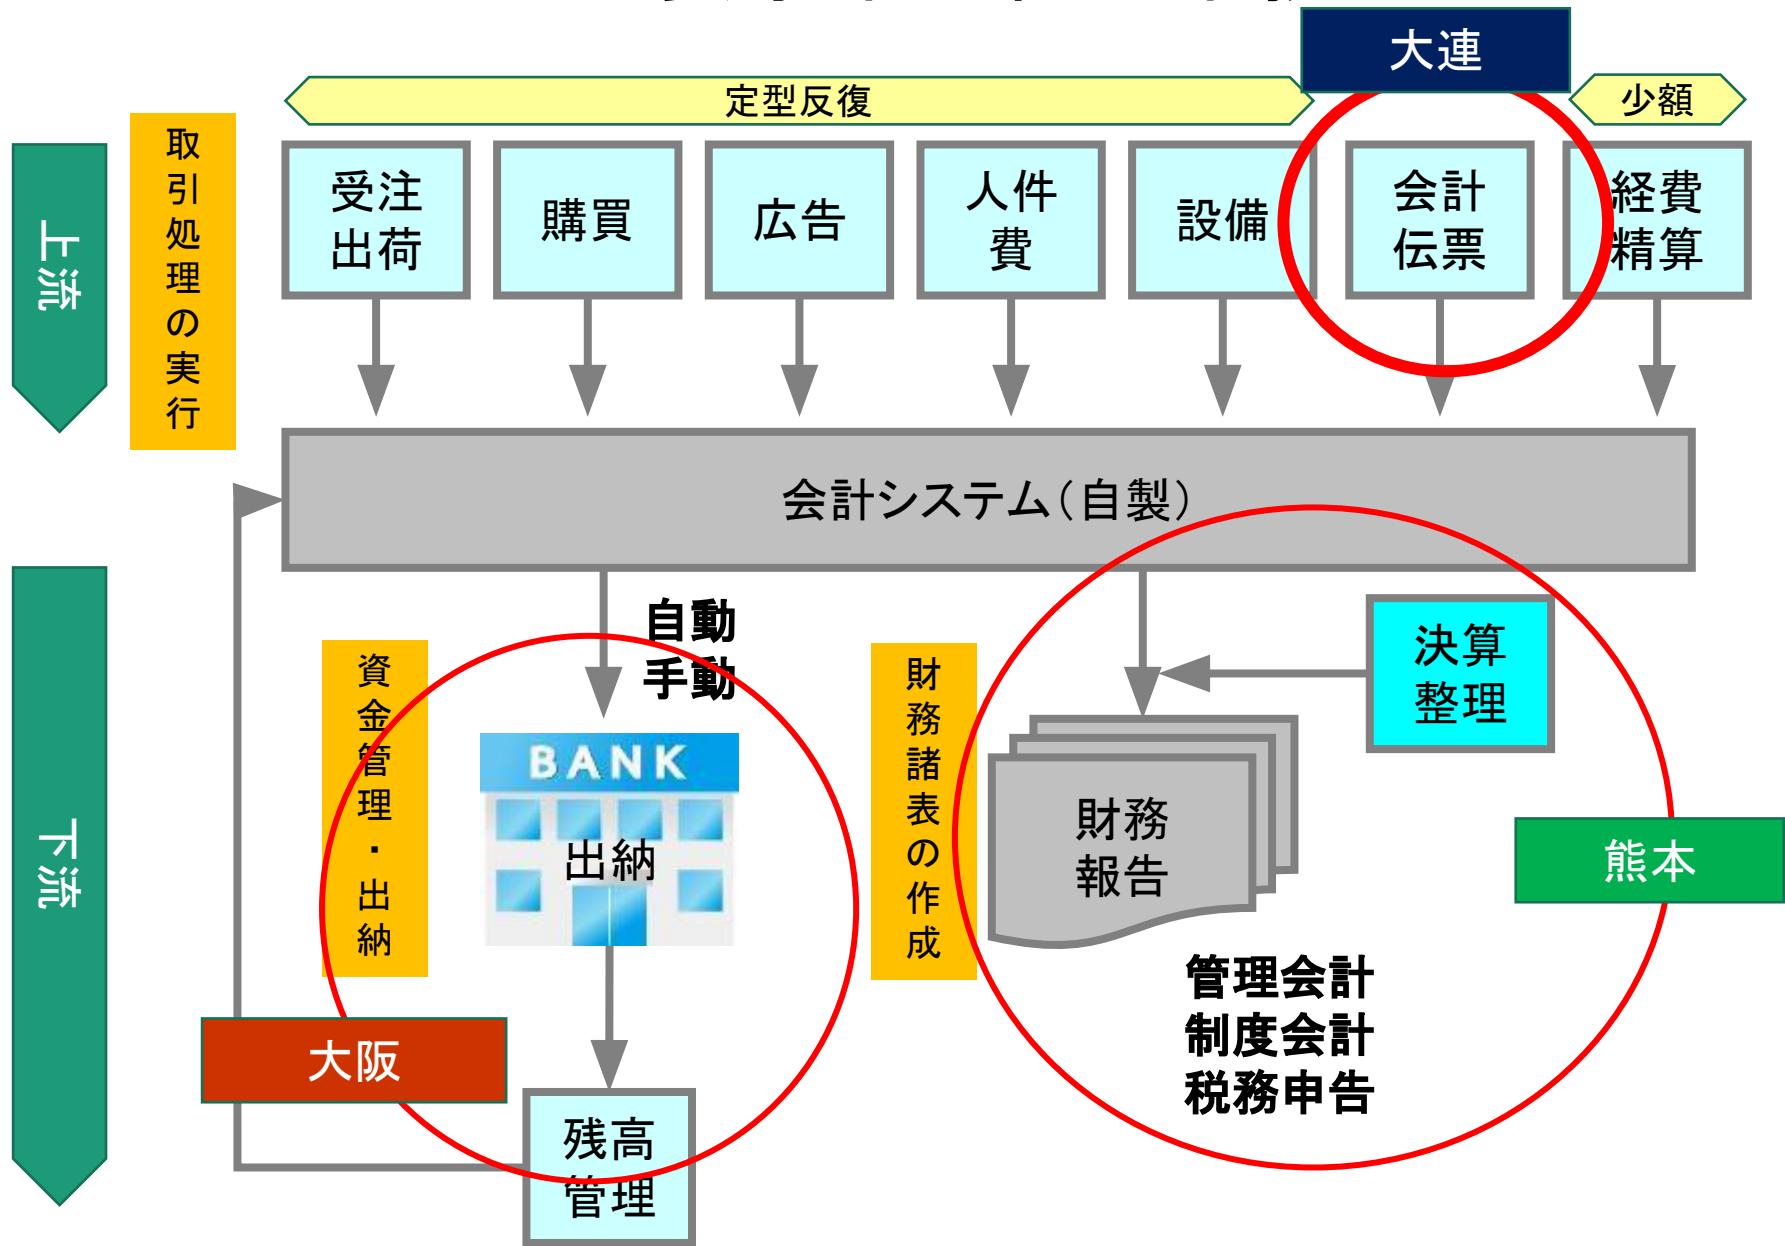 大連
定型反復
少額
取引処理の実行
上流
受注
出荷
購買
広告
人件
費
設備
会計
伝票
経費
精算
会計システム(自製)
下流
自動
手動
資金管理・出納
BANK
出納
大阪
残高
管理
財務諸表の作成
決算
整理
財務
報告
熊本
管理会計
制度会計
税務申告